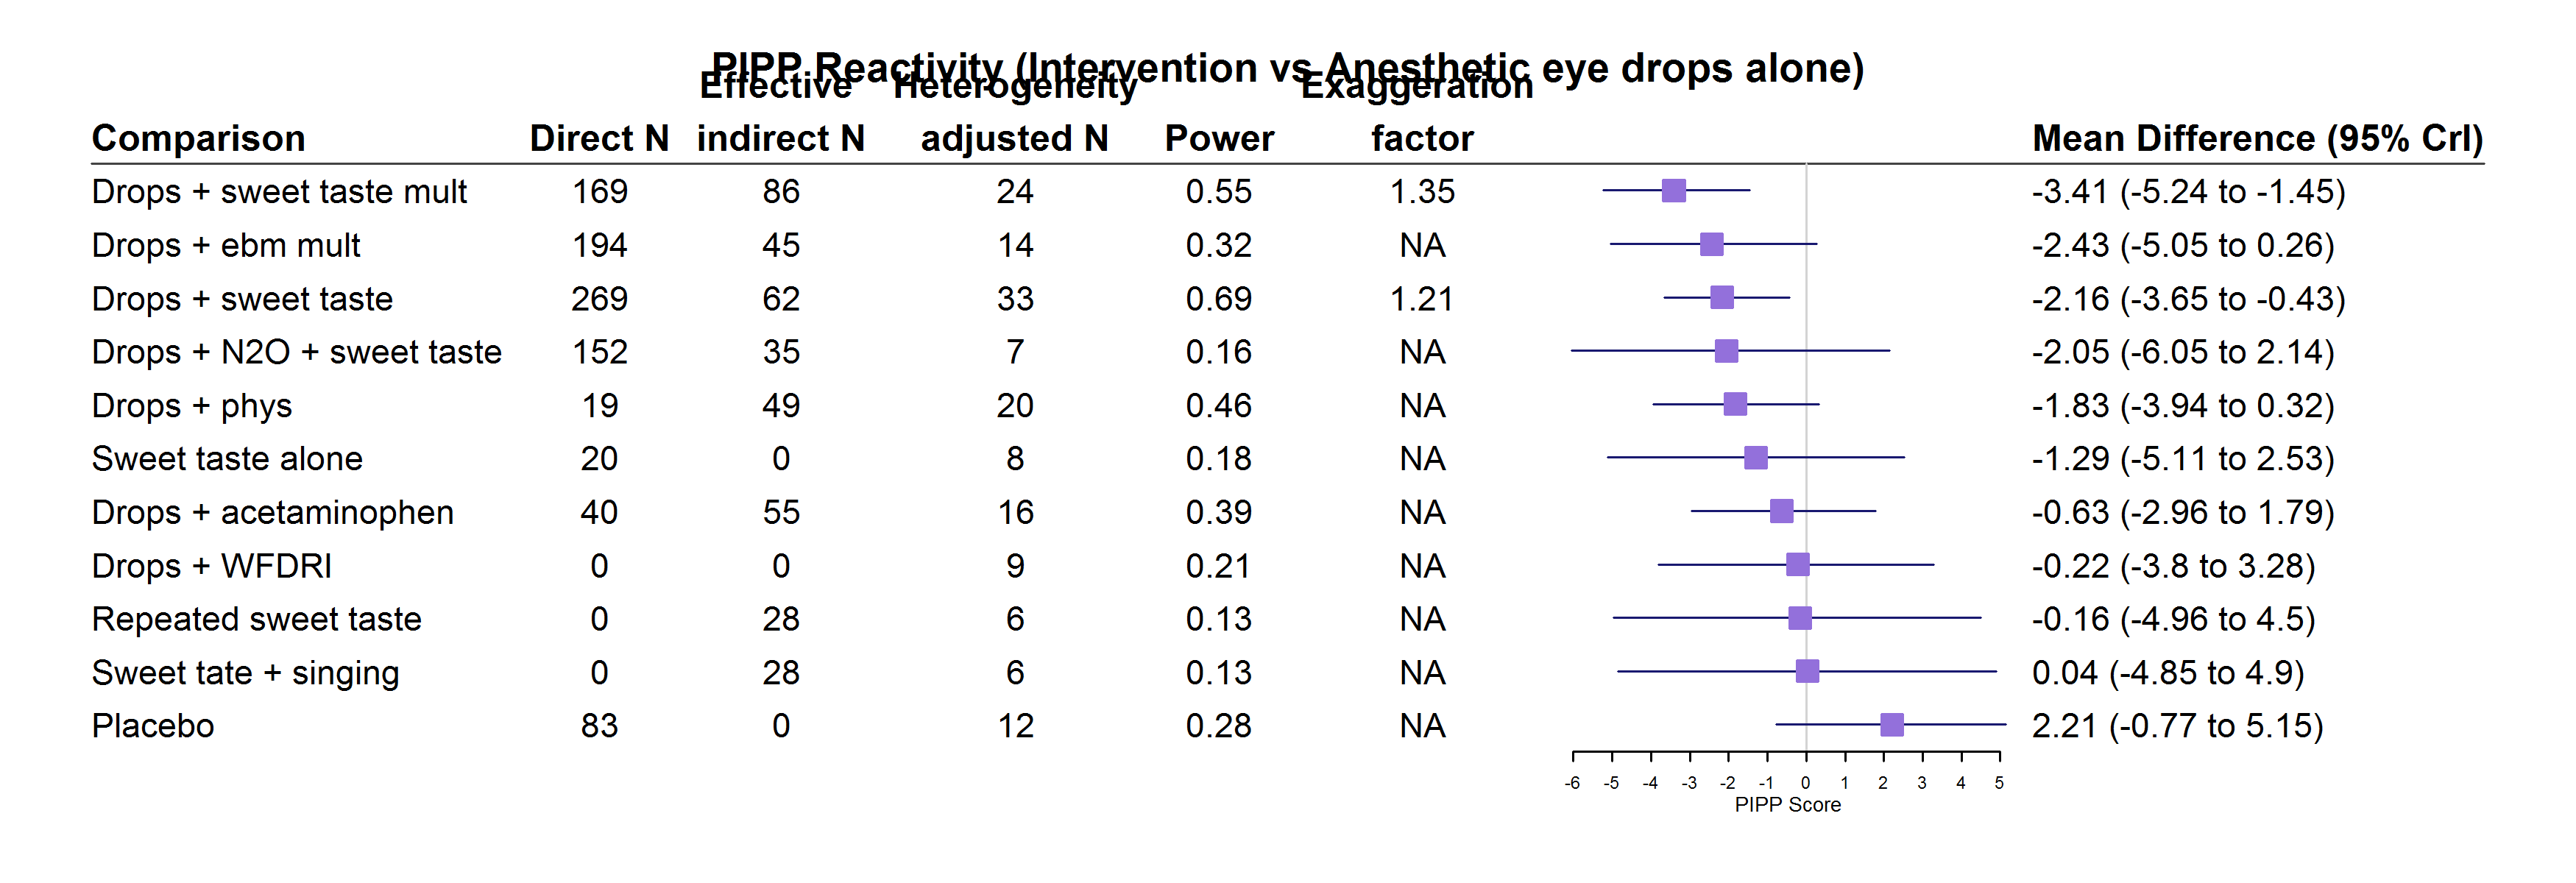 PIPP Reactivity (Intervention vs Anesthetic eye drops alone)
Effective Heterogeneity Exaggeration
Comparison Direct N indirect N adjusted N Power factor Mean Difference (95% CrI)
Drops + sweet taste mult 169 86 24 0.55 1.35 -3.41 (-5.24 to -1.45)
Drops + ebm mult 194 45 14 0.32 NA -2.43 (-5.05 to 0.26)
Drops + sweet taste 269 62 33 0.69 1.21 -2.16 (-3.65 to -0.43)
Drops + N2O + sweet taste 152 35 7 0.16 NA -2.05 (-6.05 to 2.14)
Drops + phys 19 49 20 0.46 NA -1.83 (-3.94 to 0.32)
Sweet taste alone 20 0 8 0.18 NA -1.29 (-5.11 to 2.53)
Drops + acetaminophen 40 55 16 0.39 NA -0.63 (-2.96 to 1.79)
Drops + WFDRI 0 0 9 0.21 NA -0.22 (-3.8 to 3.28)
Repeated sweet taste 0 28 6 0.13 NA -0.16 (-4.96 to 4.5)
Sweet tate + singing 0 28 6 0.13 NA 0.04 (-4.85 to 4.9)
Placebo 83 0 12 0.28 NA 2.21 (-0.77 to 5.15)
-6 -5 -4 -3 -2 -1 0 1 2 3 4 5
PIPP Score